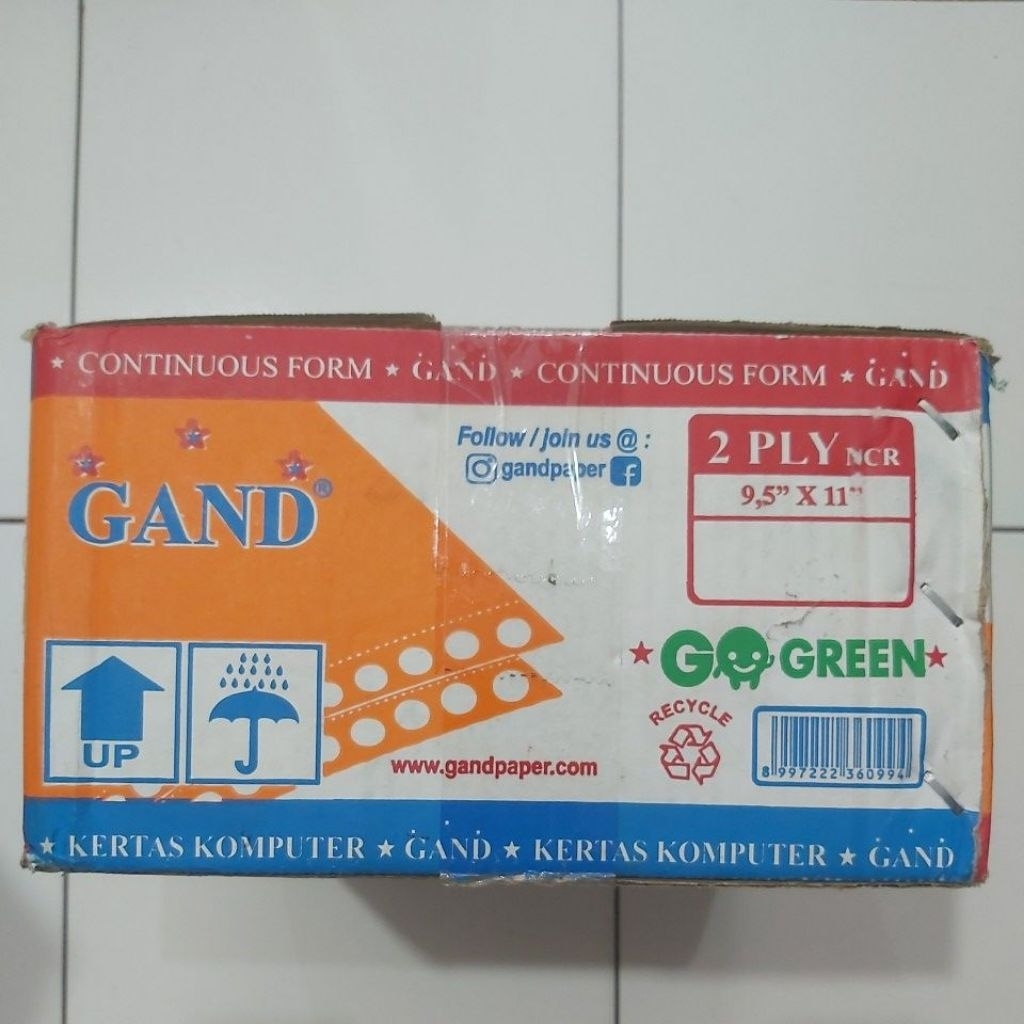 ★ CONTINUOUS FORM ★ GAND ★ CONTINUOUS FORM ★ GAND
GAND®
Follow / join us @ :
gandpaper
2 PLY NCR
9,5" X 11"
★ GO GREEN ★
UP
RECYCLE
www.gandpaper.com
8 997222 360994
★ KERTAS KOMPUTER ★ GAND ★ KERTAS KOMPUTER ★ GAND